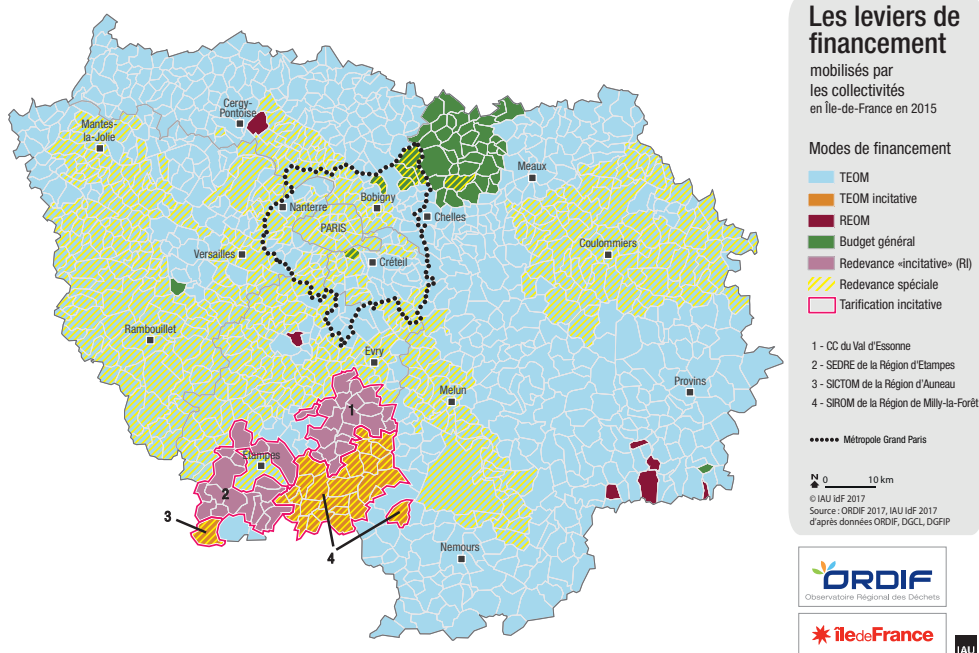 Les leviers de
financement
mobilisés par
les collectivités
en Île-de-France en 2015
Modes de financement
TEOM
TEOM incitative
REOM
Budget général
Redevance «incitative» (RI)
Redevance spéciale
Tarification incitative
1 - CC du Val d'Essonne
2 - SEDRE de la Région d'Etampes
3 - SICTOM de la Région d'Auneau
4 - SIROM de la Région de Milly-la-Forêt
Métropole Grand Paris
N
0 10 km
© IAU îdF 2017
Source : ORDIF 2017, IAU IdF 2017
d'après données ORDIF, DGCL, DGFIP
ORDIF
Observatoire Régional des Déchets
îledeFrance
IAU
Cergy-
Pontoise
Mantes-
la-Jolie
Meaux
Bobigny
Nanterre
Chelles
PARIS
Versailles
Créteil
Coulommiers
Rambouillet
Evry
Melun
Provins
Etampes
Nemours
1
2
3
4